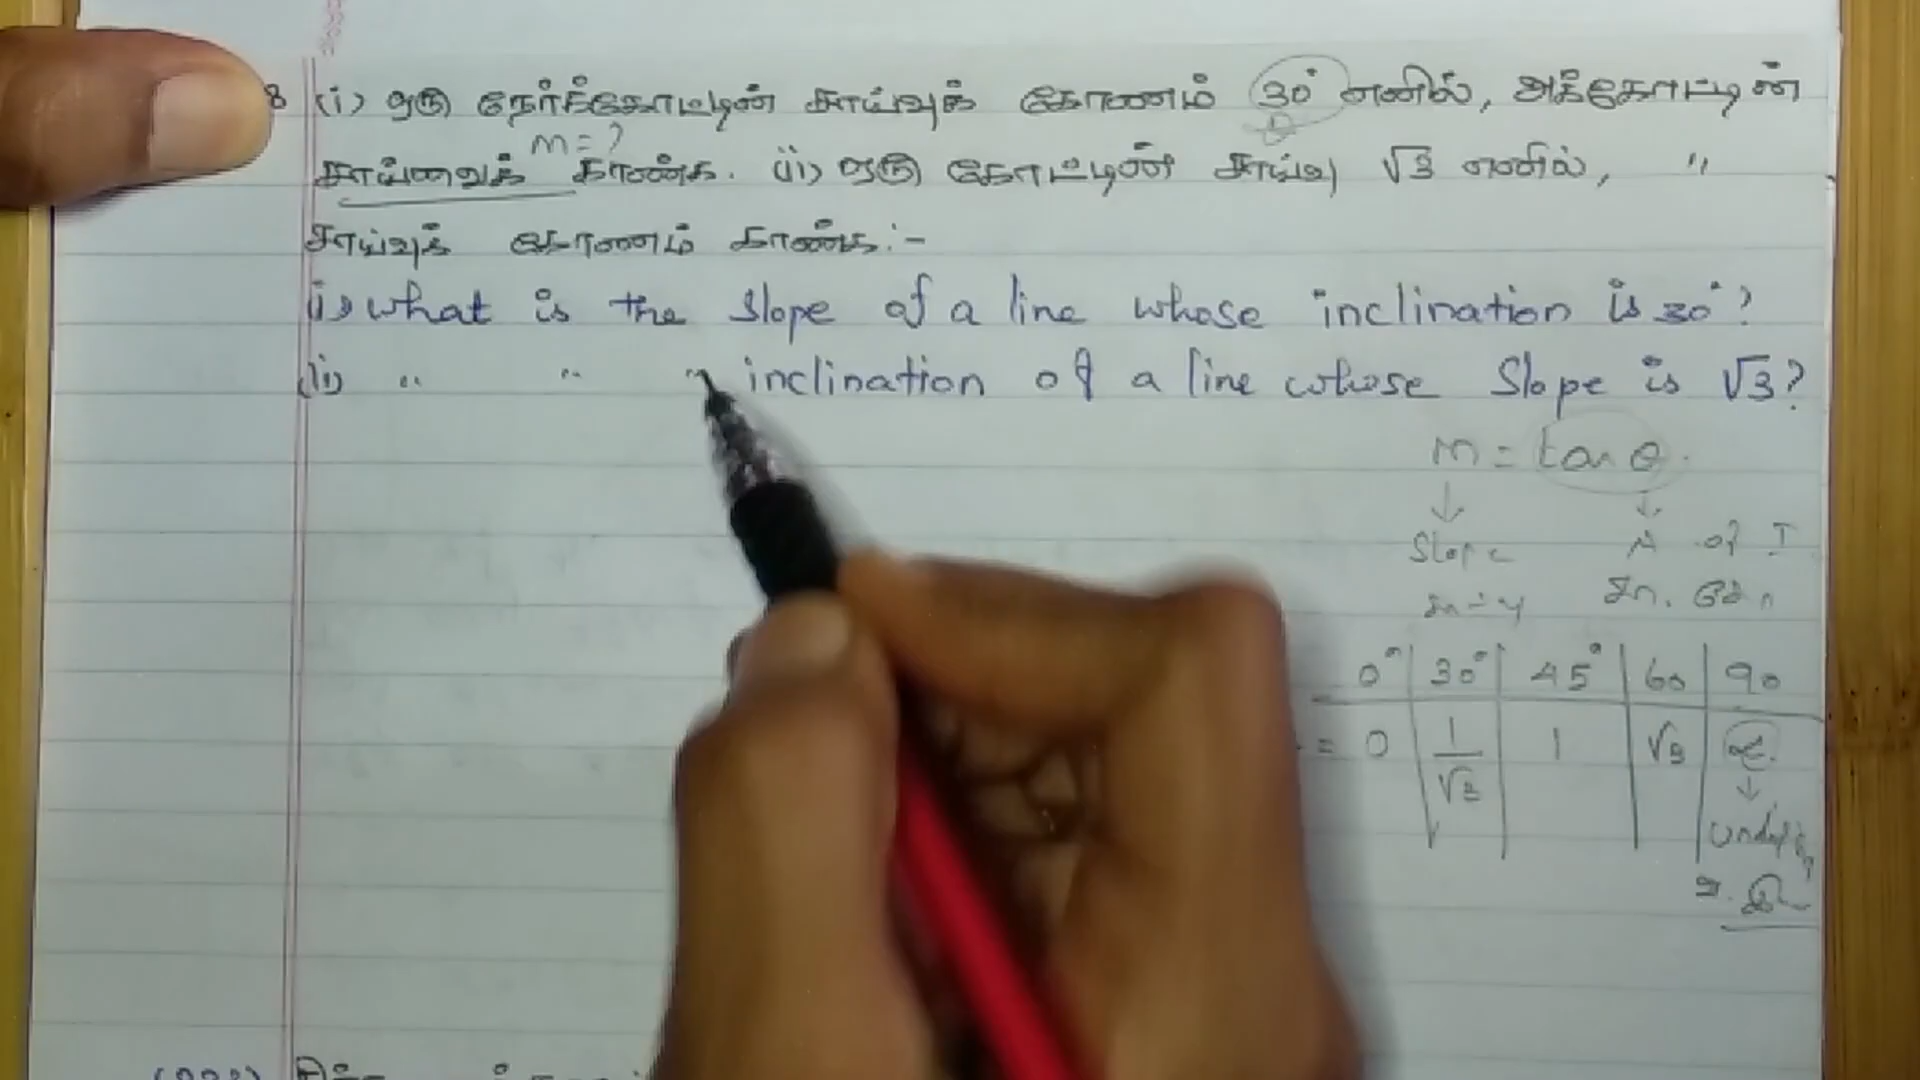 8 (i) ஒரு நேர்க்கோட்டின் சாய்வுக் கோணம் 30° எனில், அக்கோட்டின்
m = ?
θ
சாய்வைக் காண்க. (ii) ஒரு கோட்டின் சாய்வு √3 எனில், "
சாய்வுக் கோணம் காண்க:-
(i) what is the slope of a line whose inclination is 30°?
(ii) " " " inclination of a line whose Slope is √3?
m = tan θ.
↓ ↓
Slope A of I
0° | 30° | 45° | 60 | 90
= 0 | 1/√3 | 1 | √3 |
↓